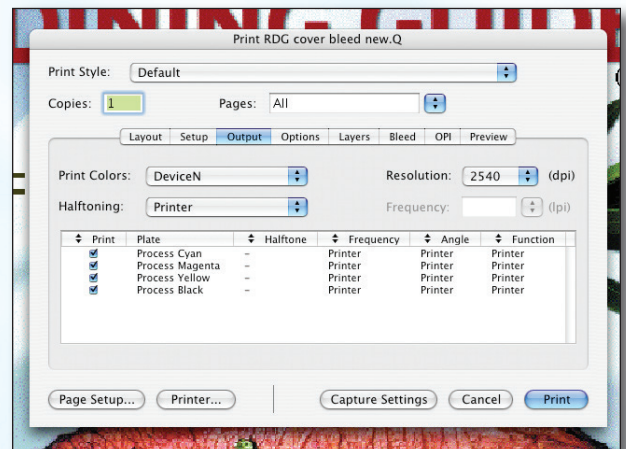 DINING GUIDE
Print RDG cover bleed new.Q
Print Style: Default
Copies: 1 Pages: All
Layout Setup Output Options Layers Bleed OPI Preview
Print Colors: DeviceN Resolution: 2540 (dpi)
Halftoning: Printer Frequency: (lpi)
Print Plate Halftone Frequency Angle Function
Process Cyan – Printer Printer Printer
Process Magenta – Printer Printer Printer
Process Yellow – Printer Printer Printer
Process Black – Printer Printer Printer
Page Setup... Printer... Capture Settings Cancel Print